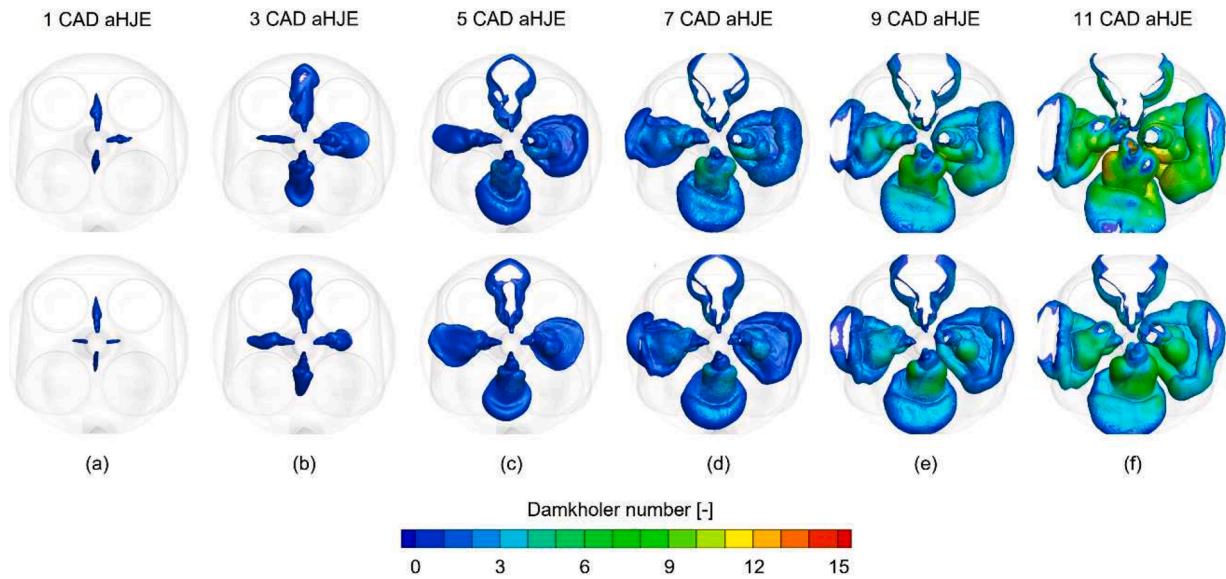 1 CAD aHJE 3 CAD aHJE 5 CAD aHJE 7 CAD aHJE 9 CAD aHJE 11 CAD aHJE
(a) (b) (c) (d) (e) (f)
Damkholer number [-]
0 3 6 9 12 15